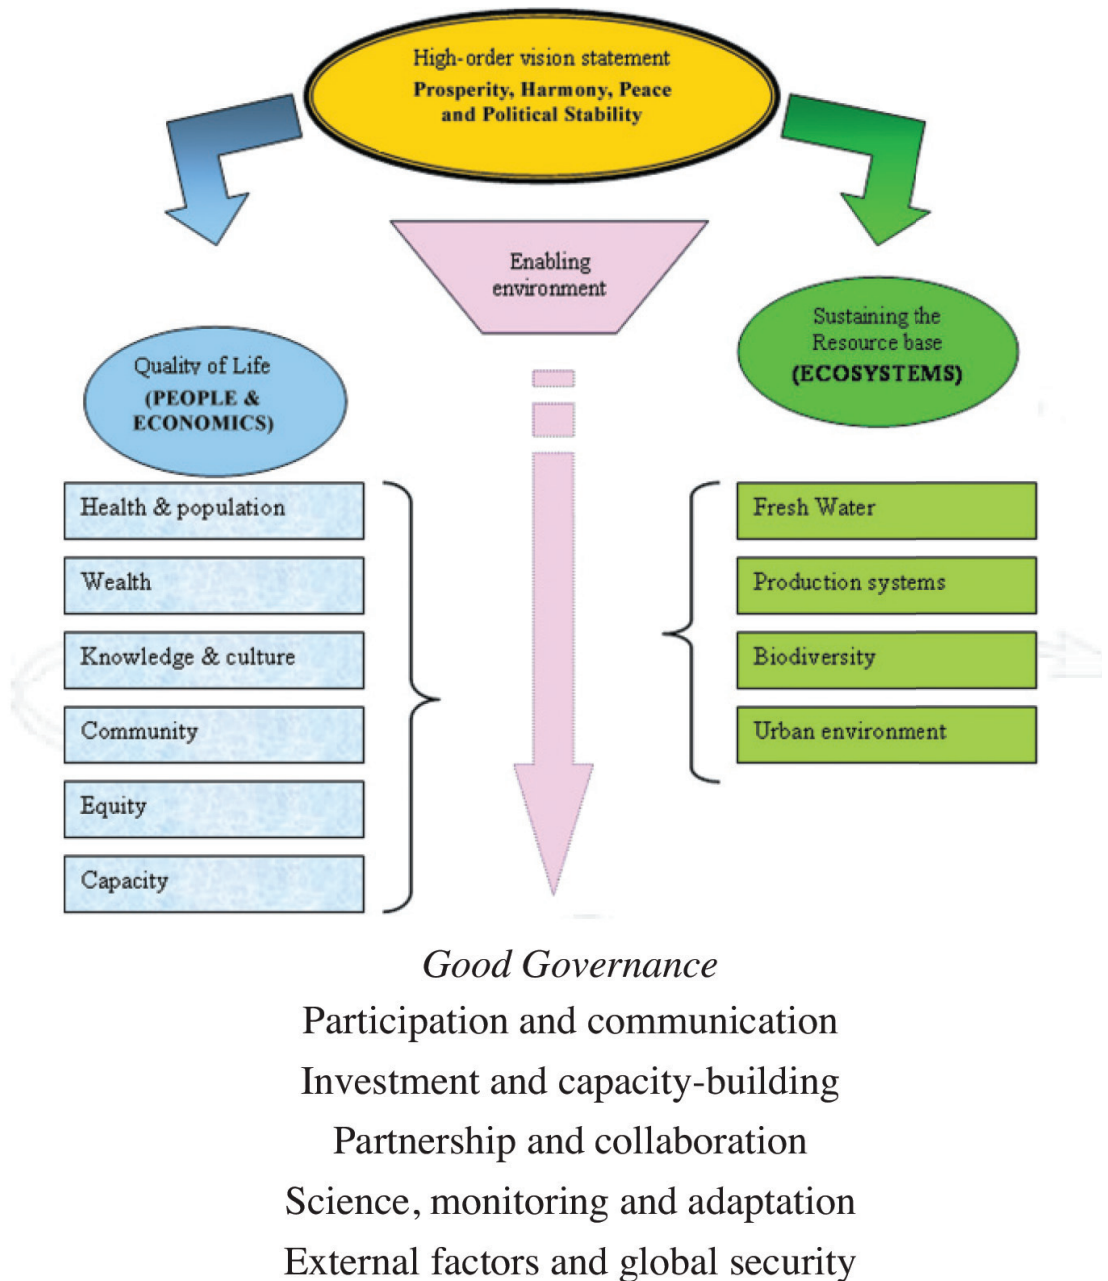 High-order vision statement
Prosperity, Harmony, Peace
and Political Stability
Enabling
environment
Quality of Life
(PEOPLE &
ECONOMICS)
Sustaining the
Resource base
(ECOSYSTEMS)
Health & population
Wealth
Knowledge & culture
Community
Equity
Capacity
Fresh Water
Production systems
Biodiversity
Urban environment
Good Governance
Participation and communication
Investment and capacity-building
Partnership and collaboration
Science, monitoring and adaptation
External factors and global security